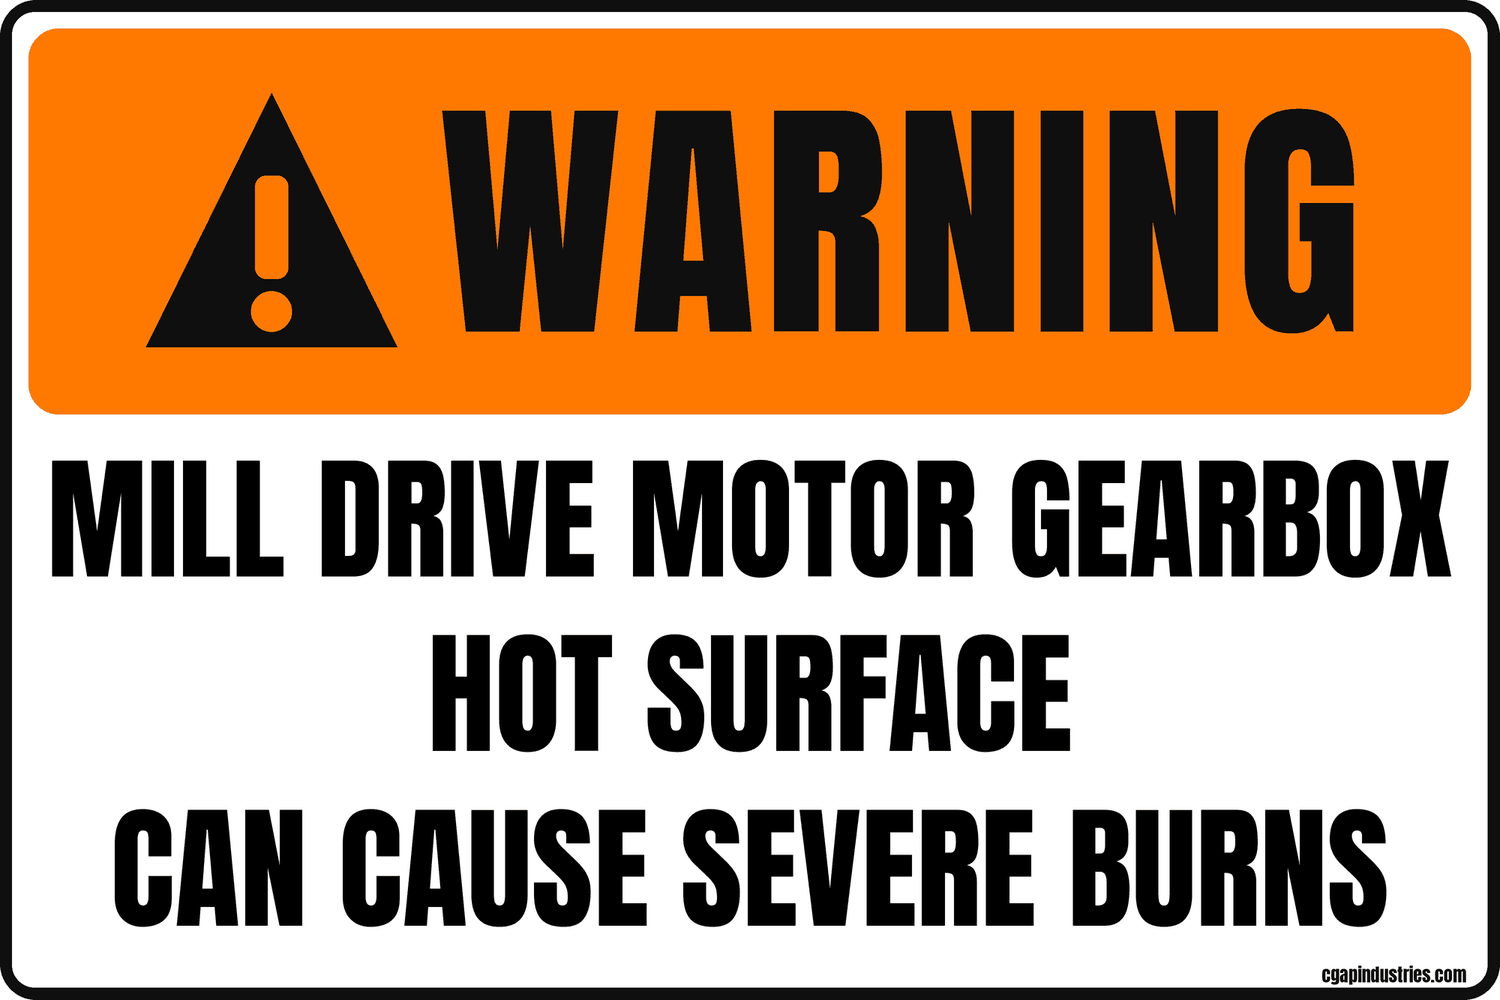 WARNING
MILL DRIVE MOTOR GEARBOX
HOT SURFACE
CAN CAUSE SEVERE BURNS
cgapindustries.com